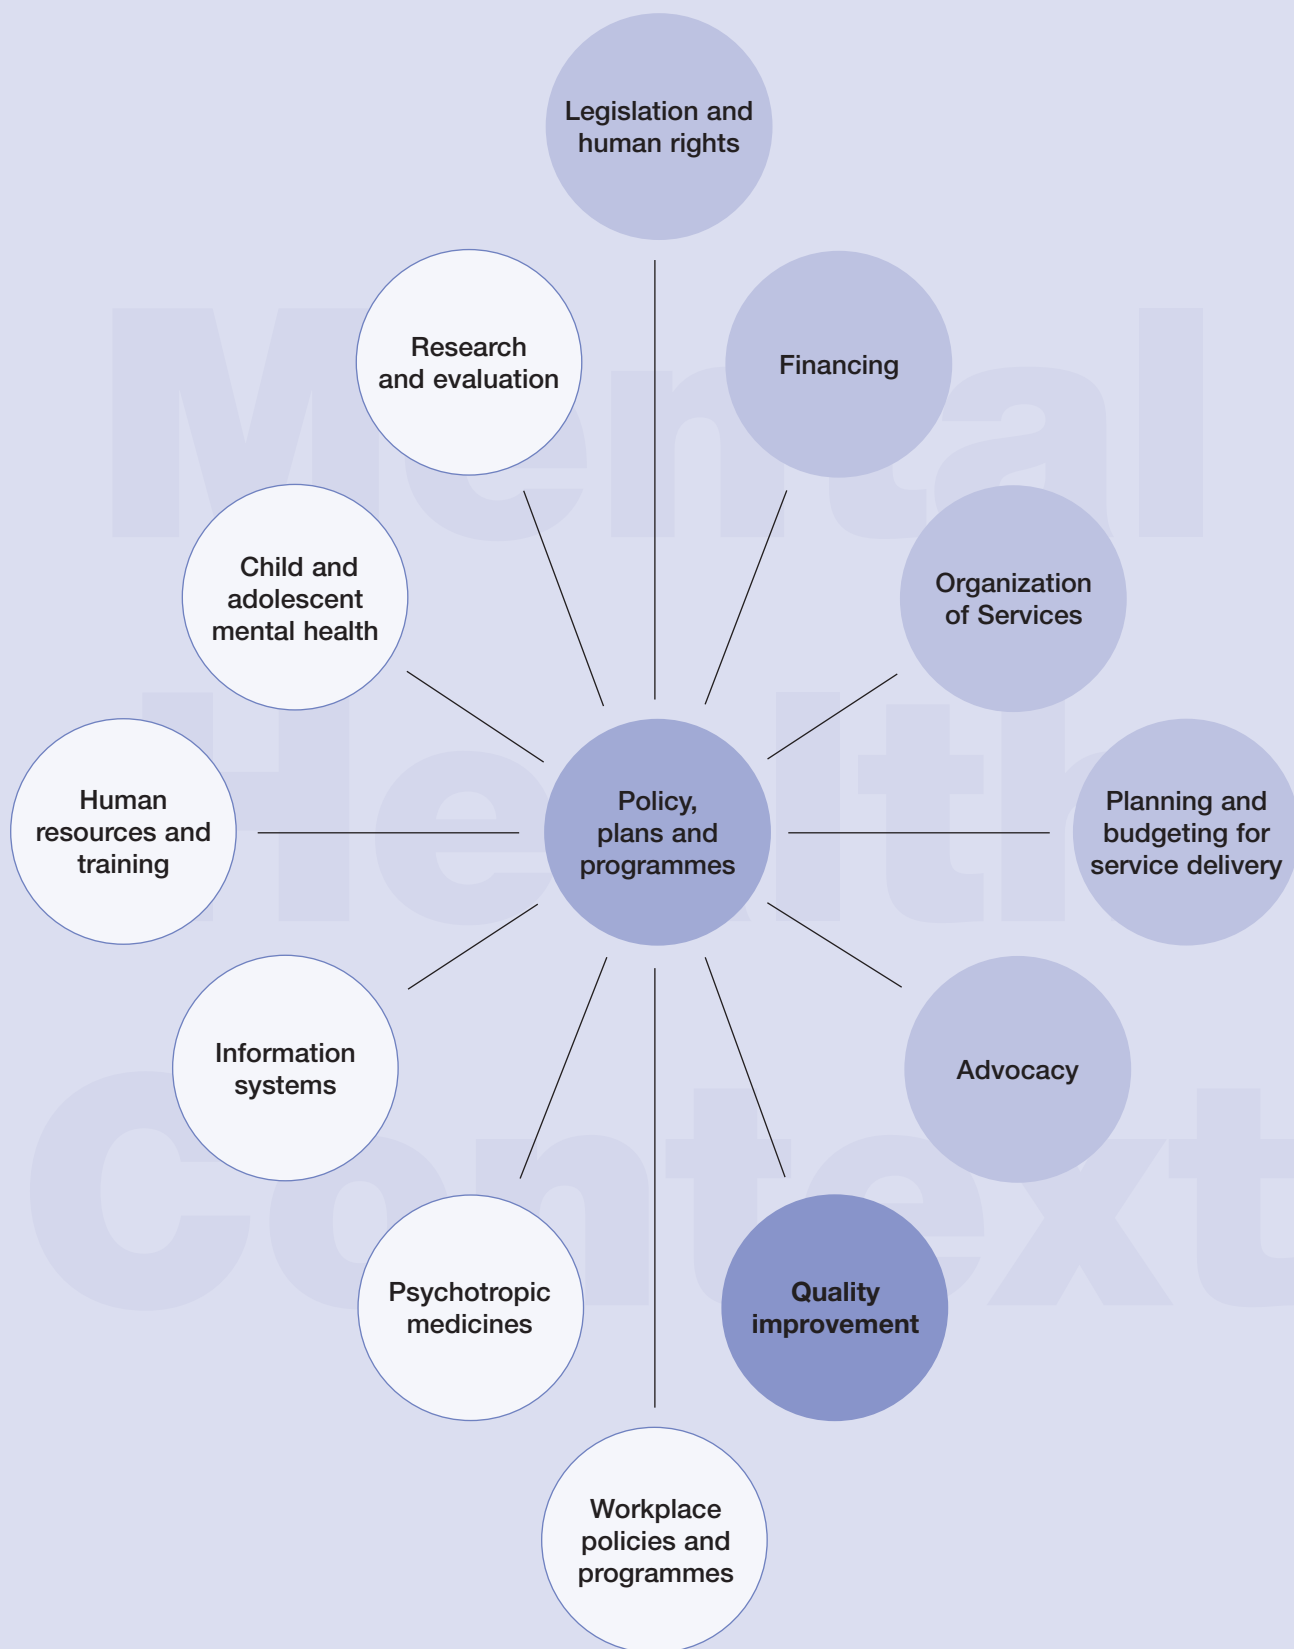 Mental
Health
Context
Legislation and
human rights
Research
and evaluation
Financing
Child and
adolescent
mental health
Organization
of Services
Human
resources and
training
Policy,
plans and
programmes
Planning and
budgeting for
service delivery
Information
systems
Advocacy
Psychotropic
medicines
Quality
improvement
Workplace
policies and
programmes